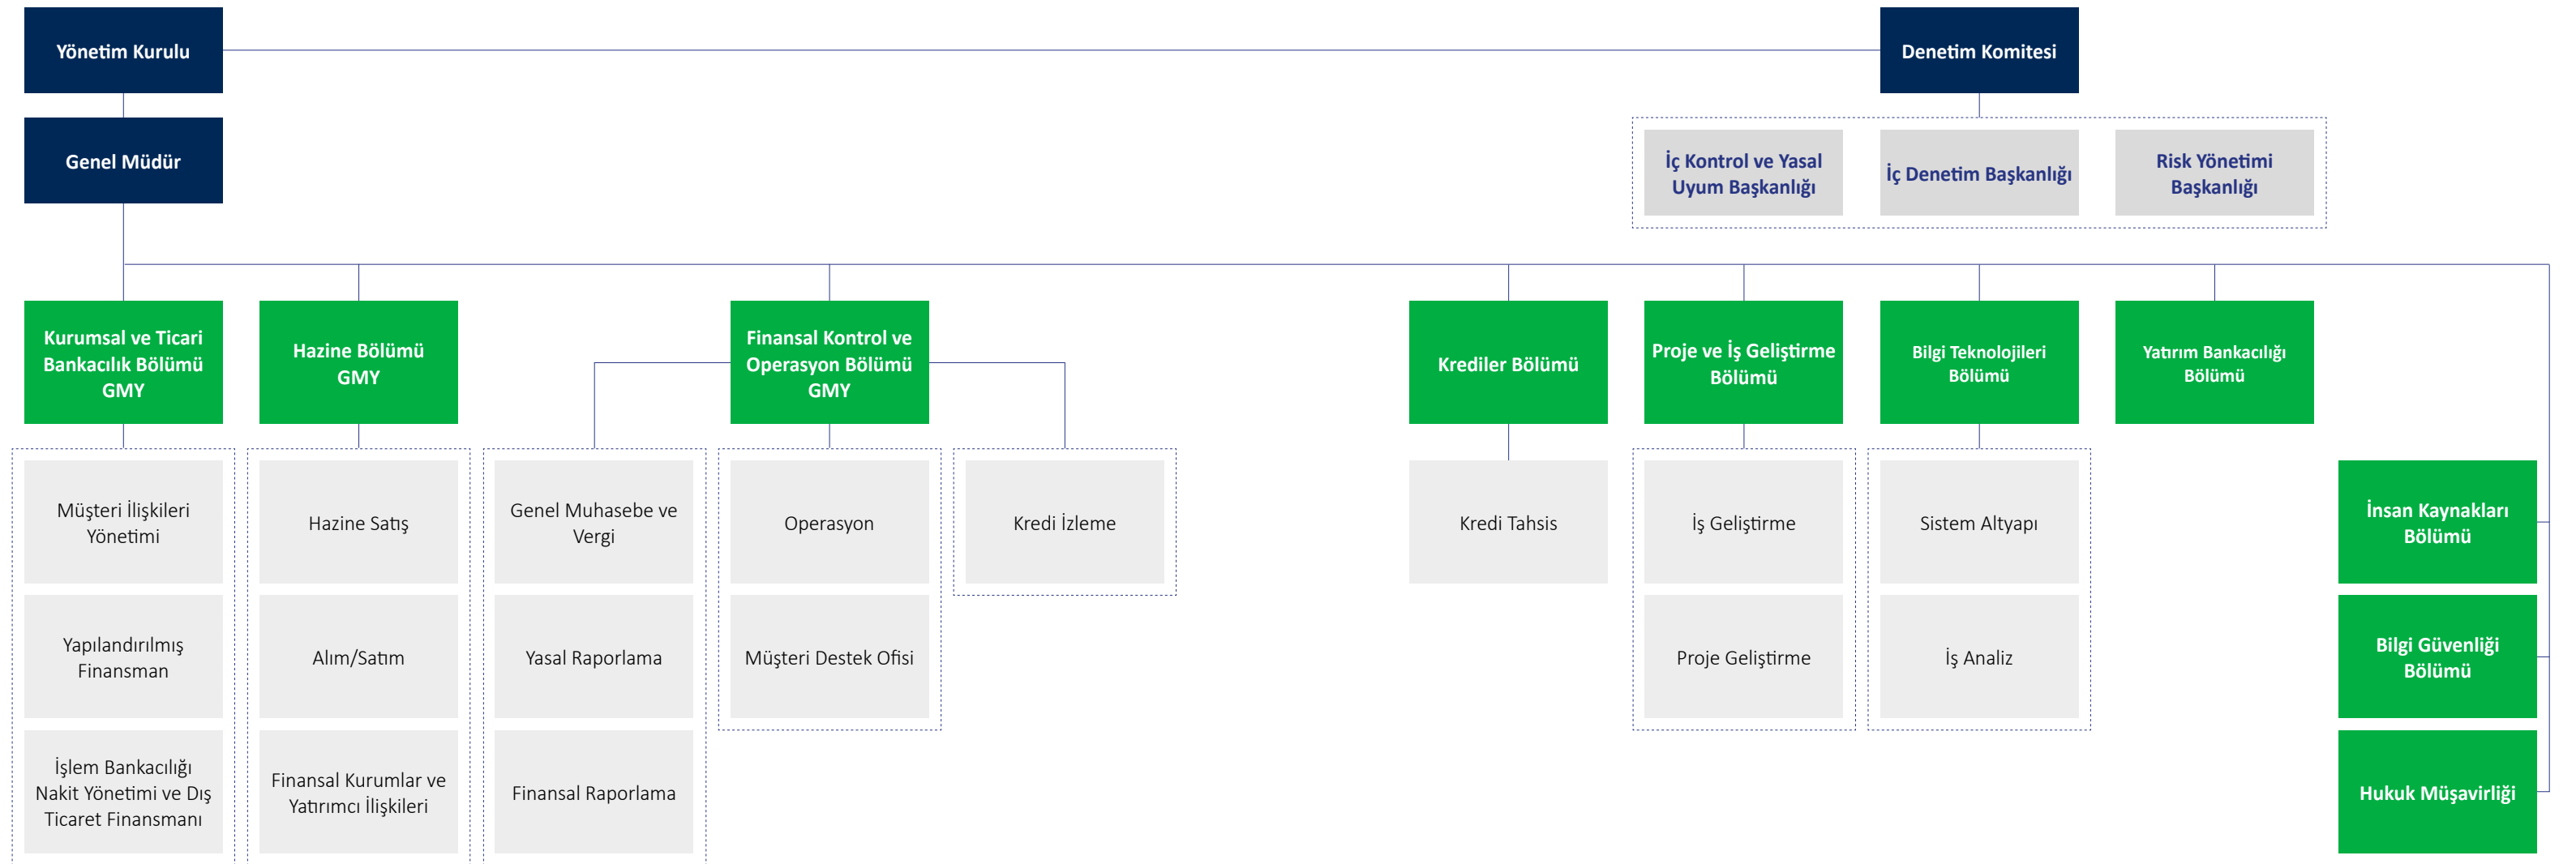 Yönetim Kurulu
Denetim Komitesi
Genel Müdür
İç Kontrol ve Yasal
Uyum Başkanlığı
İç Denetim Başkanlığı
Risk Yönetimi
Başkanlığı
Kurumsal ve Ticari
Bankacılık Bölümü
GMY
Hazine Bölümü
GMY
Finansal Kontrol ve
Operasyon Bölümü
GMY
Krediler Bölümü
Proje ve İş Geliştirme
Bölümü
Bilgi Teknolojileri
Bölümü
Yatırım Bankacılığı
Bölümü
Müşteri İlişkileri
Yönetimi
Hazine Satış
Genel Muhasebe ve
Vergi
Operasyon
Kredi İzleme
Kredi Tahsis
İş Geliştirme
Sistem Altyapı
İnsan Kaynakları
Bölümü
Yapılandırılmış
Finansman
Alım/Satım
Yasal Raporlama
Müşteri Destek Ofisi
Proje Geliştirme
İş Analiz
Bilgi Güvenliği
Bölümü
İşlem Bankacılığı
Nakit Yönetimi ve Dış
Ticaret Finansmanı
Finansal Kurumlar ve
Yatırımcı İlişkileri
Finansal Raporlama
Hukuk Müşavirliği